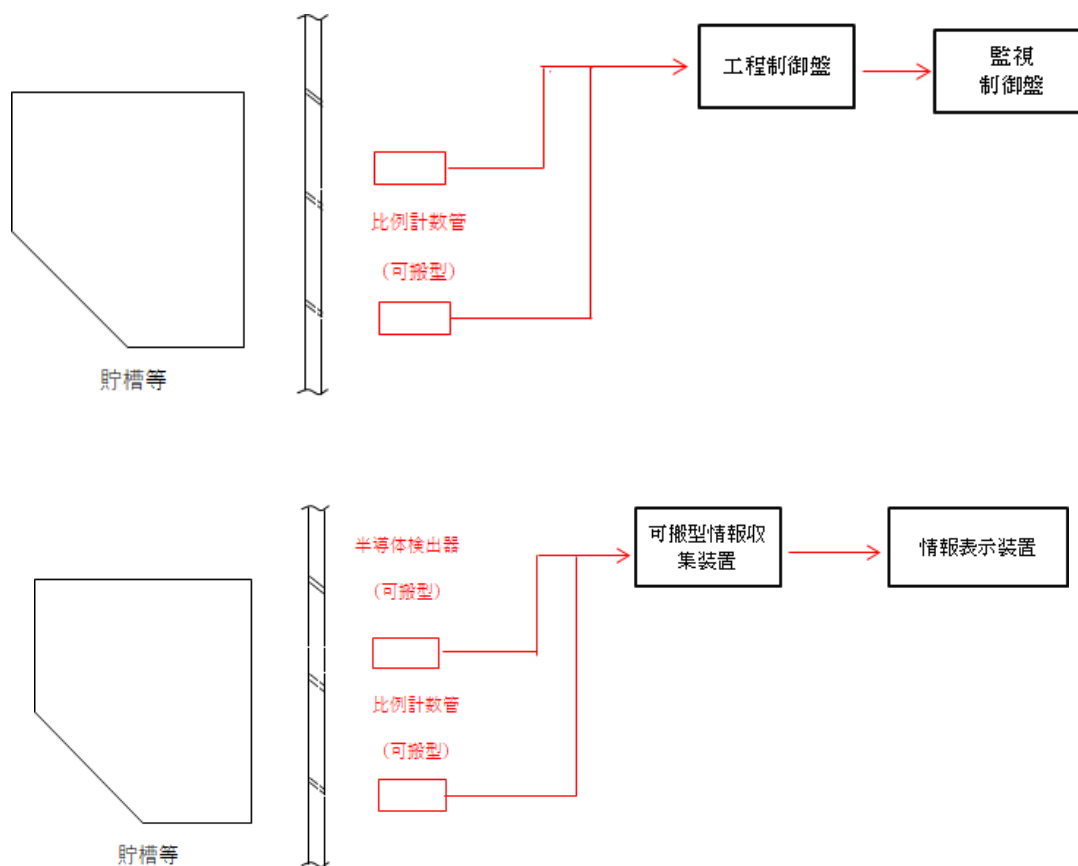 工程制御盤
監視
制御盤
比例計数管
(可搬型)
貯槽等
半導体検出器
(可搬型)
可搬型情報収
集装置
情報表示装置
比例計数管
(可搬型)
貯槽等